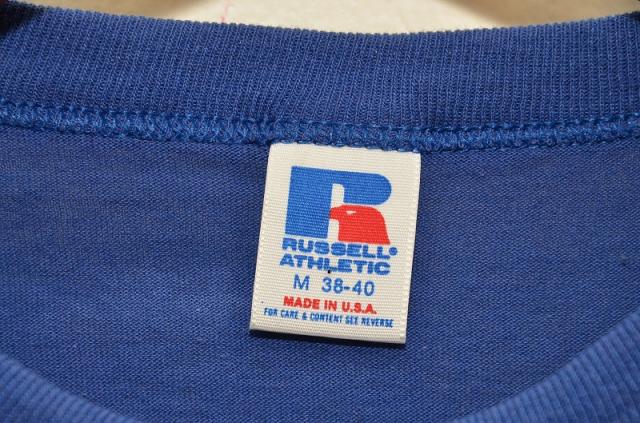 R
RUSSELL®
ATHLETIC
M 38-40
MADE IN U.S.A.
FOR CARE & CONTENT SEE REVERSE